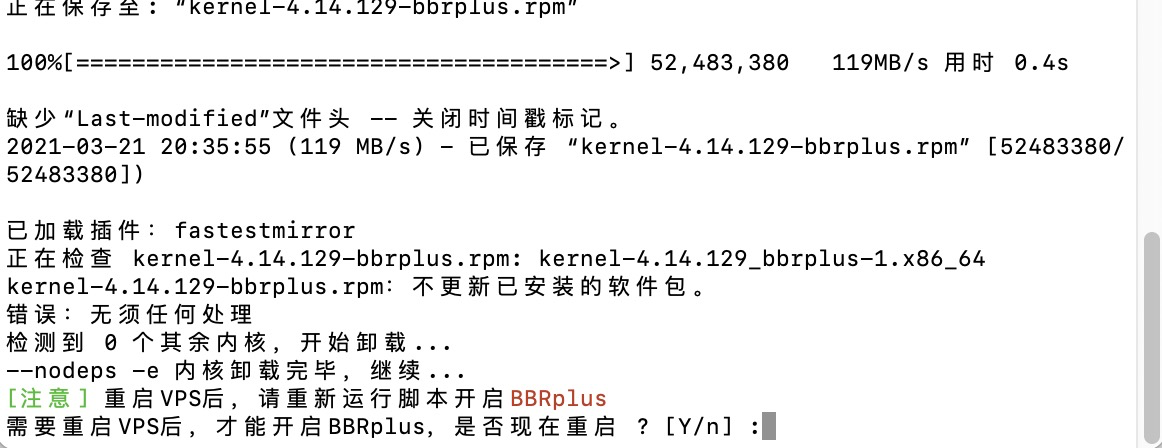 正在保存至: “kernel-4.14.129-bbrplus.rpm”
100%[======================================>] 52,483,380   119MB/s 用时 0.4s
缺少“Last-modified”文件头 -- 关闭时间戳标记。
2021-03-21 20:35:55 (119 MB/s) - 已保存 “kernel-4.14.129-bbrplus.rpm” [52483380/
52483380])
已加载插件：fastestmirror
正在检查 kernel-4.14.129-bbrplus.rpm: kernel-4.14.129_bbrplus-1.x86_64
kernel-4.14.129-bbrplus.rpm：不更新已安装的软件包。
错误：无须任何处理
检测到 0 个其余内核，开始卸载...
--nodeps -e 内核卸载完毕，继续...
[注意] 重启VPS后，请重新运行脚本开启BBRplus
需要重启VPS后，才能开启BBRplus，是否现在重启 ? [Y/n] :